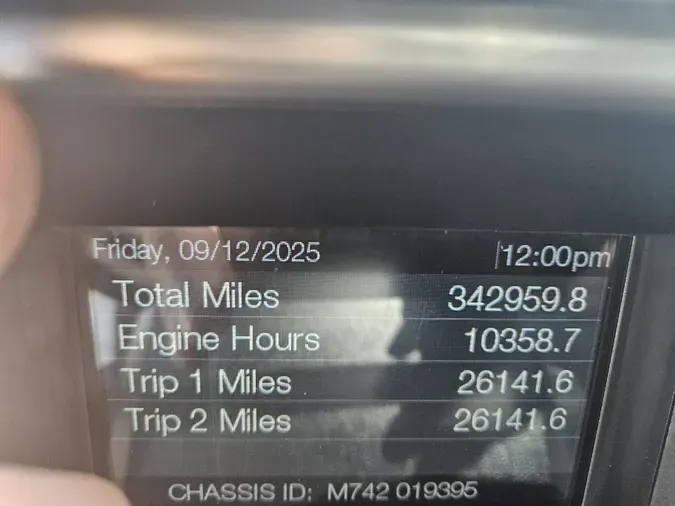 Friday, 09/12/2025 12:00pm
Total Miles 342959.8
Engine Hours 10358.7
Trip 1 Miles 26141.6
Trip 2 Miles 26141.6
CHASSIS ID: M742 019395